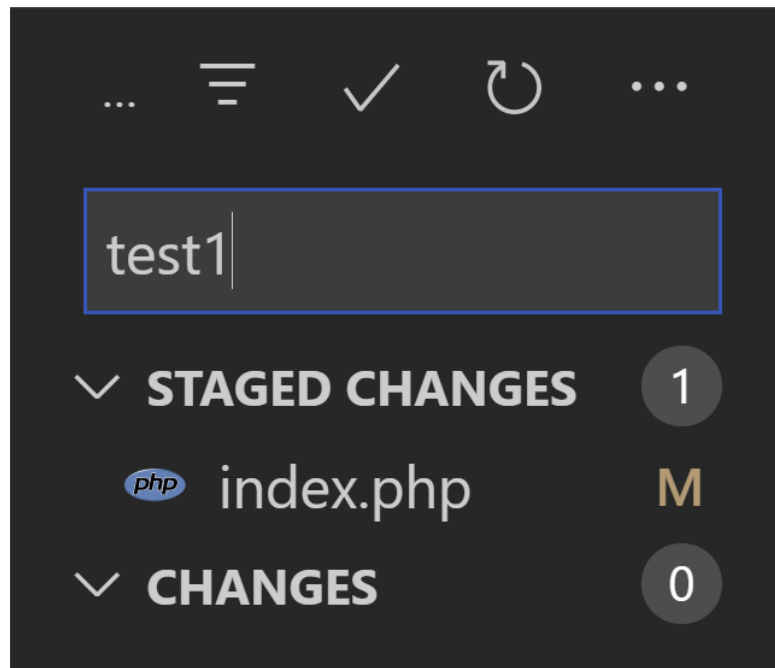 ...
test1
STAGED CHANGES 1
php index.php M
CHANGES 0